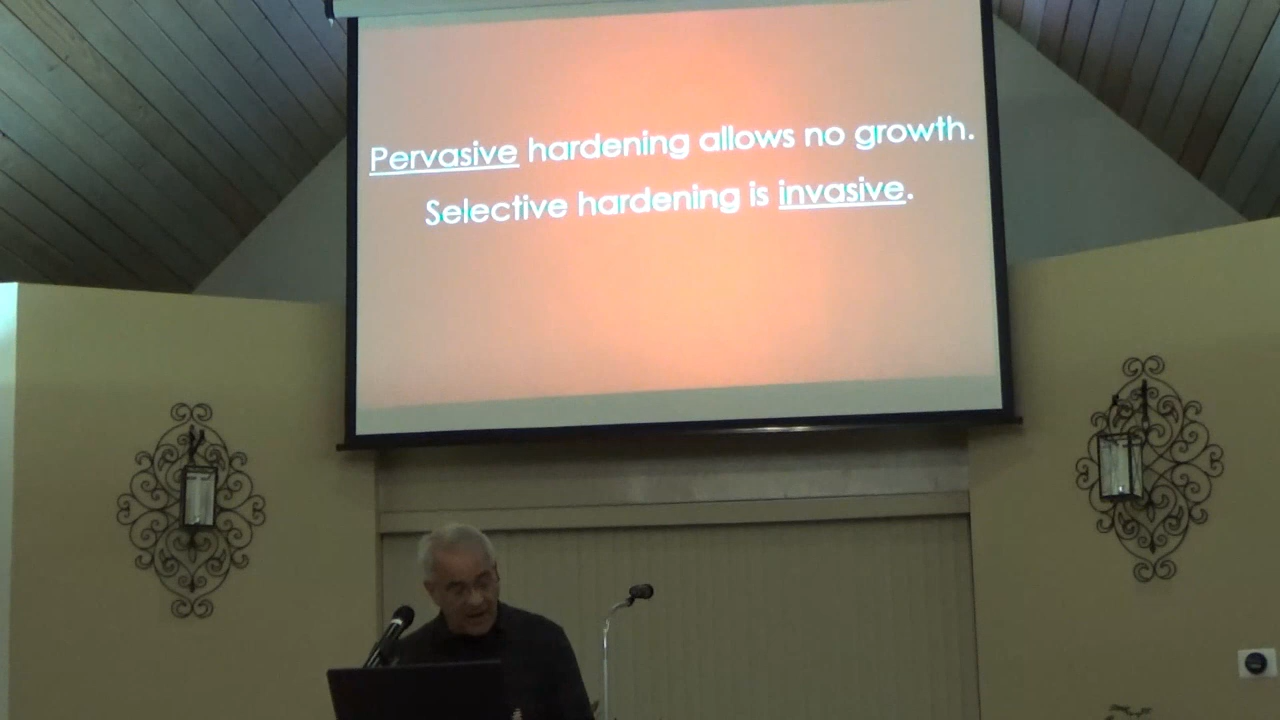 Pervasive hardening allows no growth.
Selective hardening is invasive.